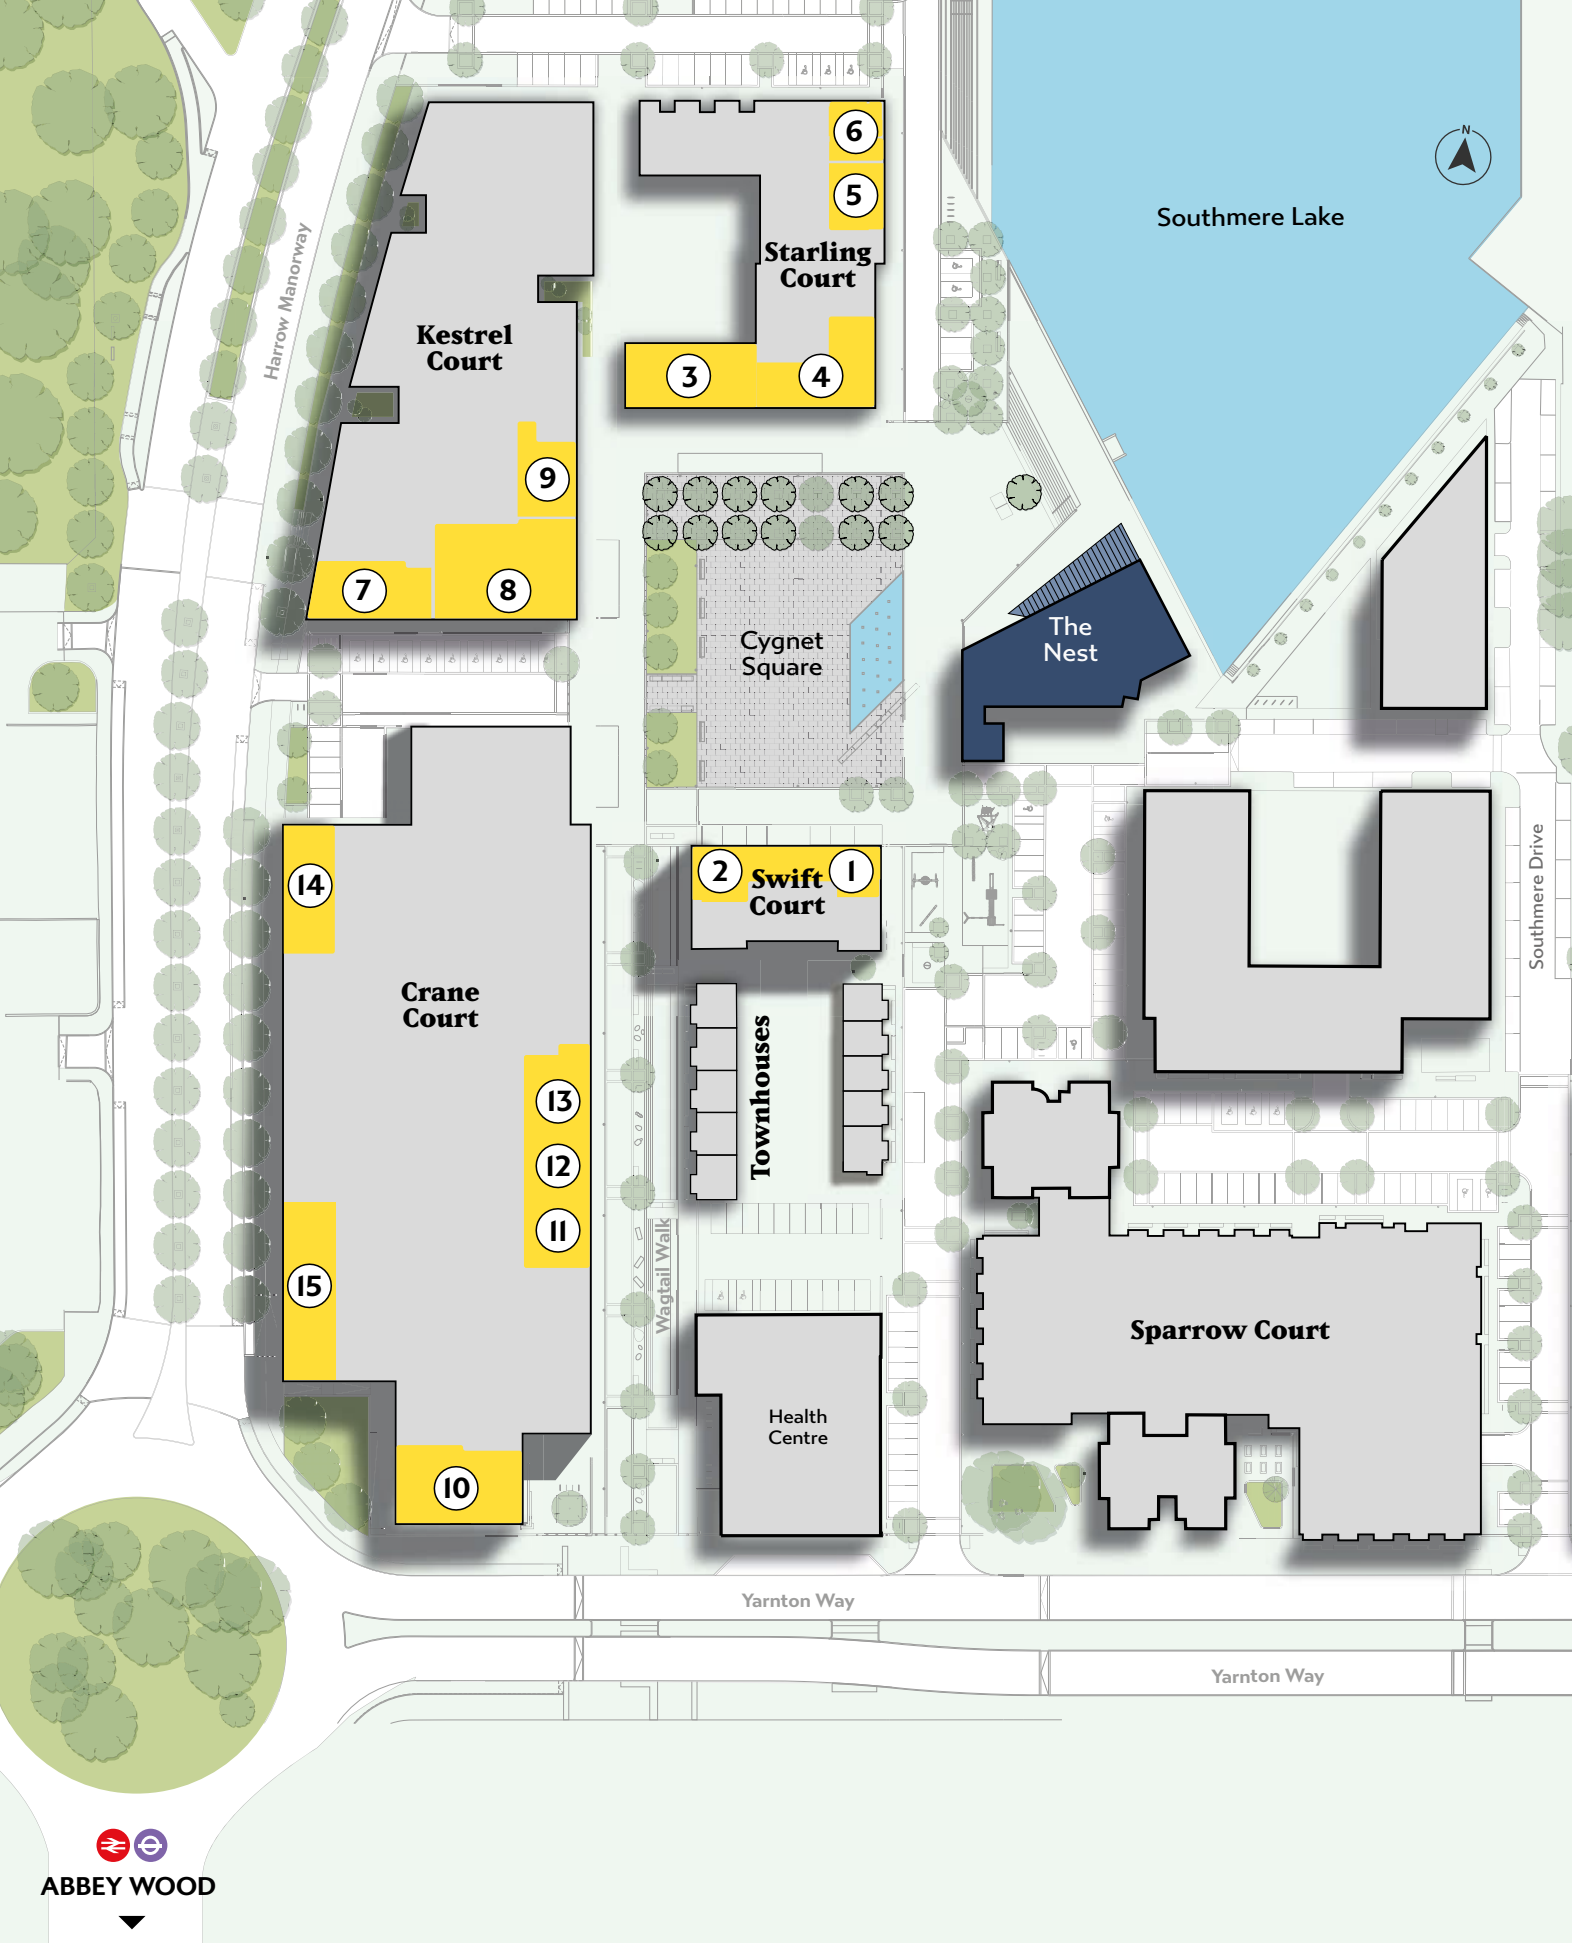 6
N
5
Southmere Lake
Starling
Court
Harrow Manorway
Kestrel
Court
3
4
9
7
8
The
Nest
Cygnet
Square
2
Swift
Court
1
14
Southmere Drive
Crane
Court
Townhouses
13
12
11
Wagtail Walk
15
Sparrow Court
Health
Centre
10
Yarnton Way
Yarnton Way
ABBEY WOOD